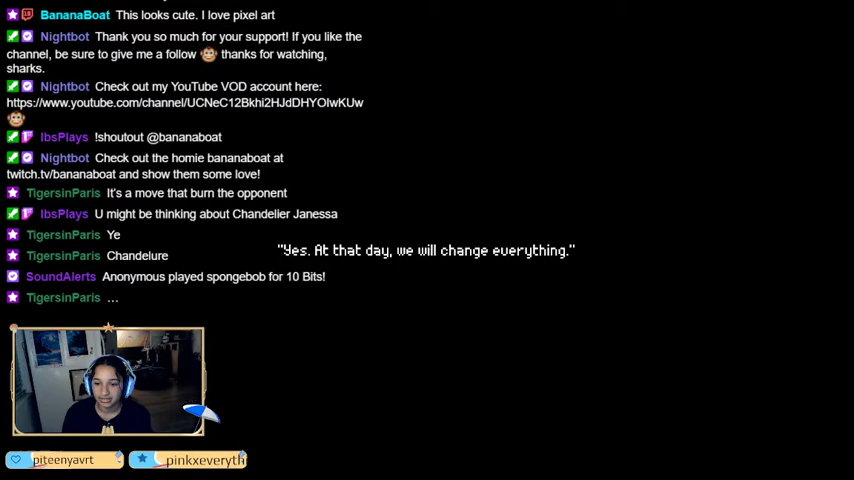 BananaBoat This looks cute. I love pixel art
Nightbot Thank you so much for your support! If you like the
channel, be sure to give me a follow thanks for watching,
sharks.
Nightbot Check out my YouTube VOD account here:
https://www.youtube.com/channel/UCNeC12Bkhi2HJdDHYOlwKUw
IbsPlays !shoutout @bananaboat
Nightbot Check out the homie bananaboat at
twitch.tv/bananaboat and show them some love!
TigersinParis It's a move that burn the opponent
IbsPlays U might be thinking about Chandelier Janessa
TigersinParis Ye
"Yes. At that day, we will change everything."
TigersinParis Chandelure
SoundAlerts Anonymous played spongebob for 10 Bits!
TigersinParis ...
piteenyavrt
pinkxeveryth